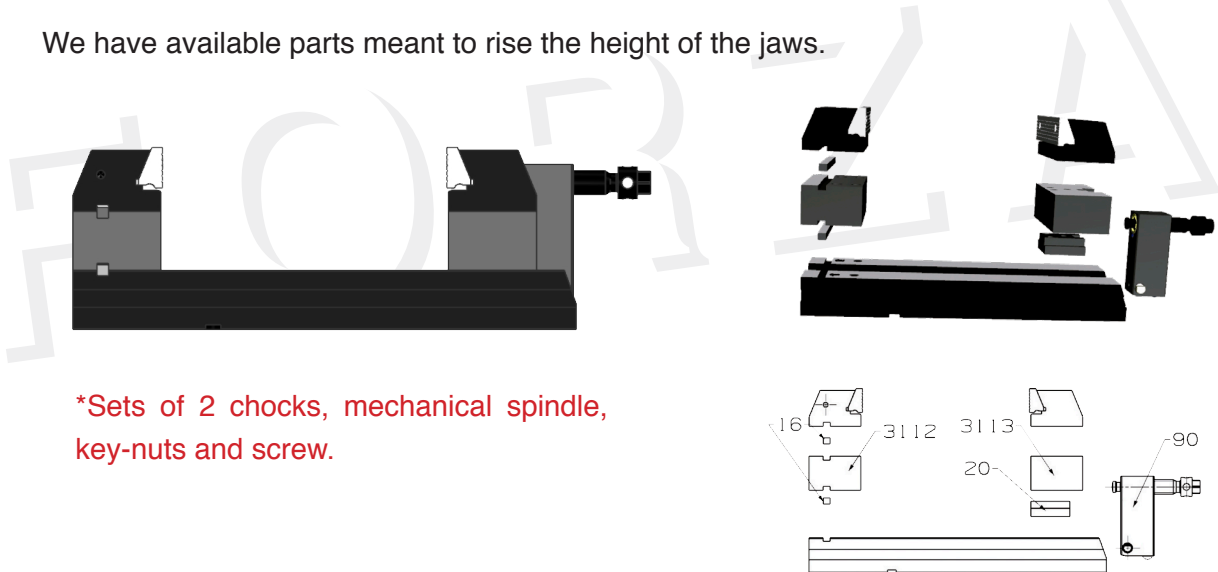 We have available parts meant to rise the height of the jaws.
FORZA
*Sets of 2 chocks, mechanical spindle,
key-nuts and screw.
16
3112
3113
20
90